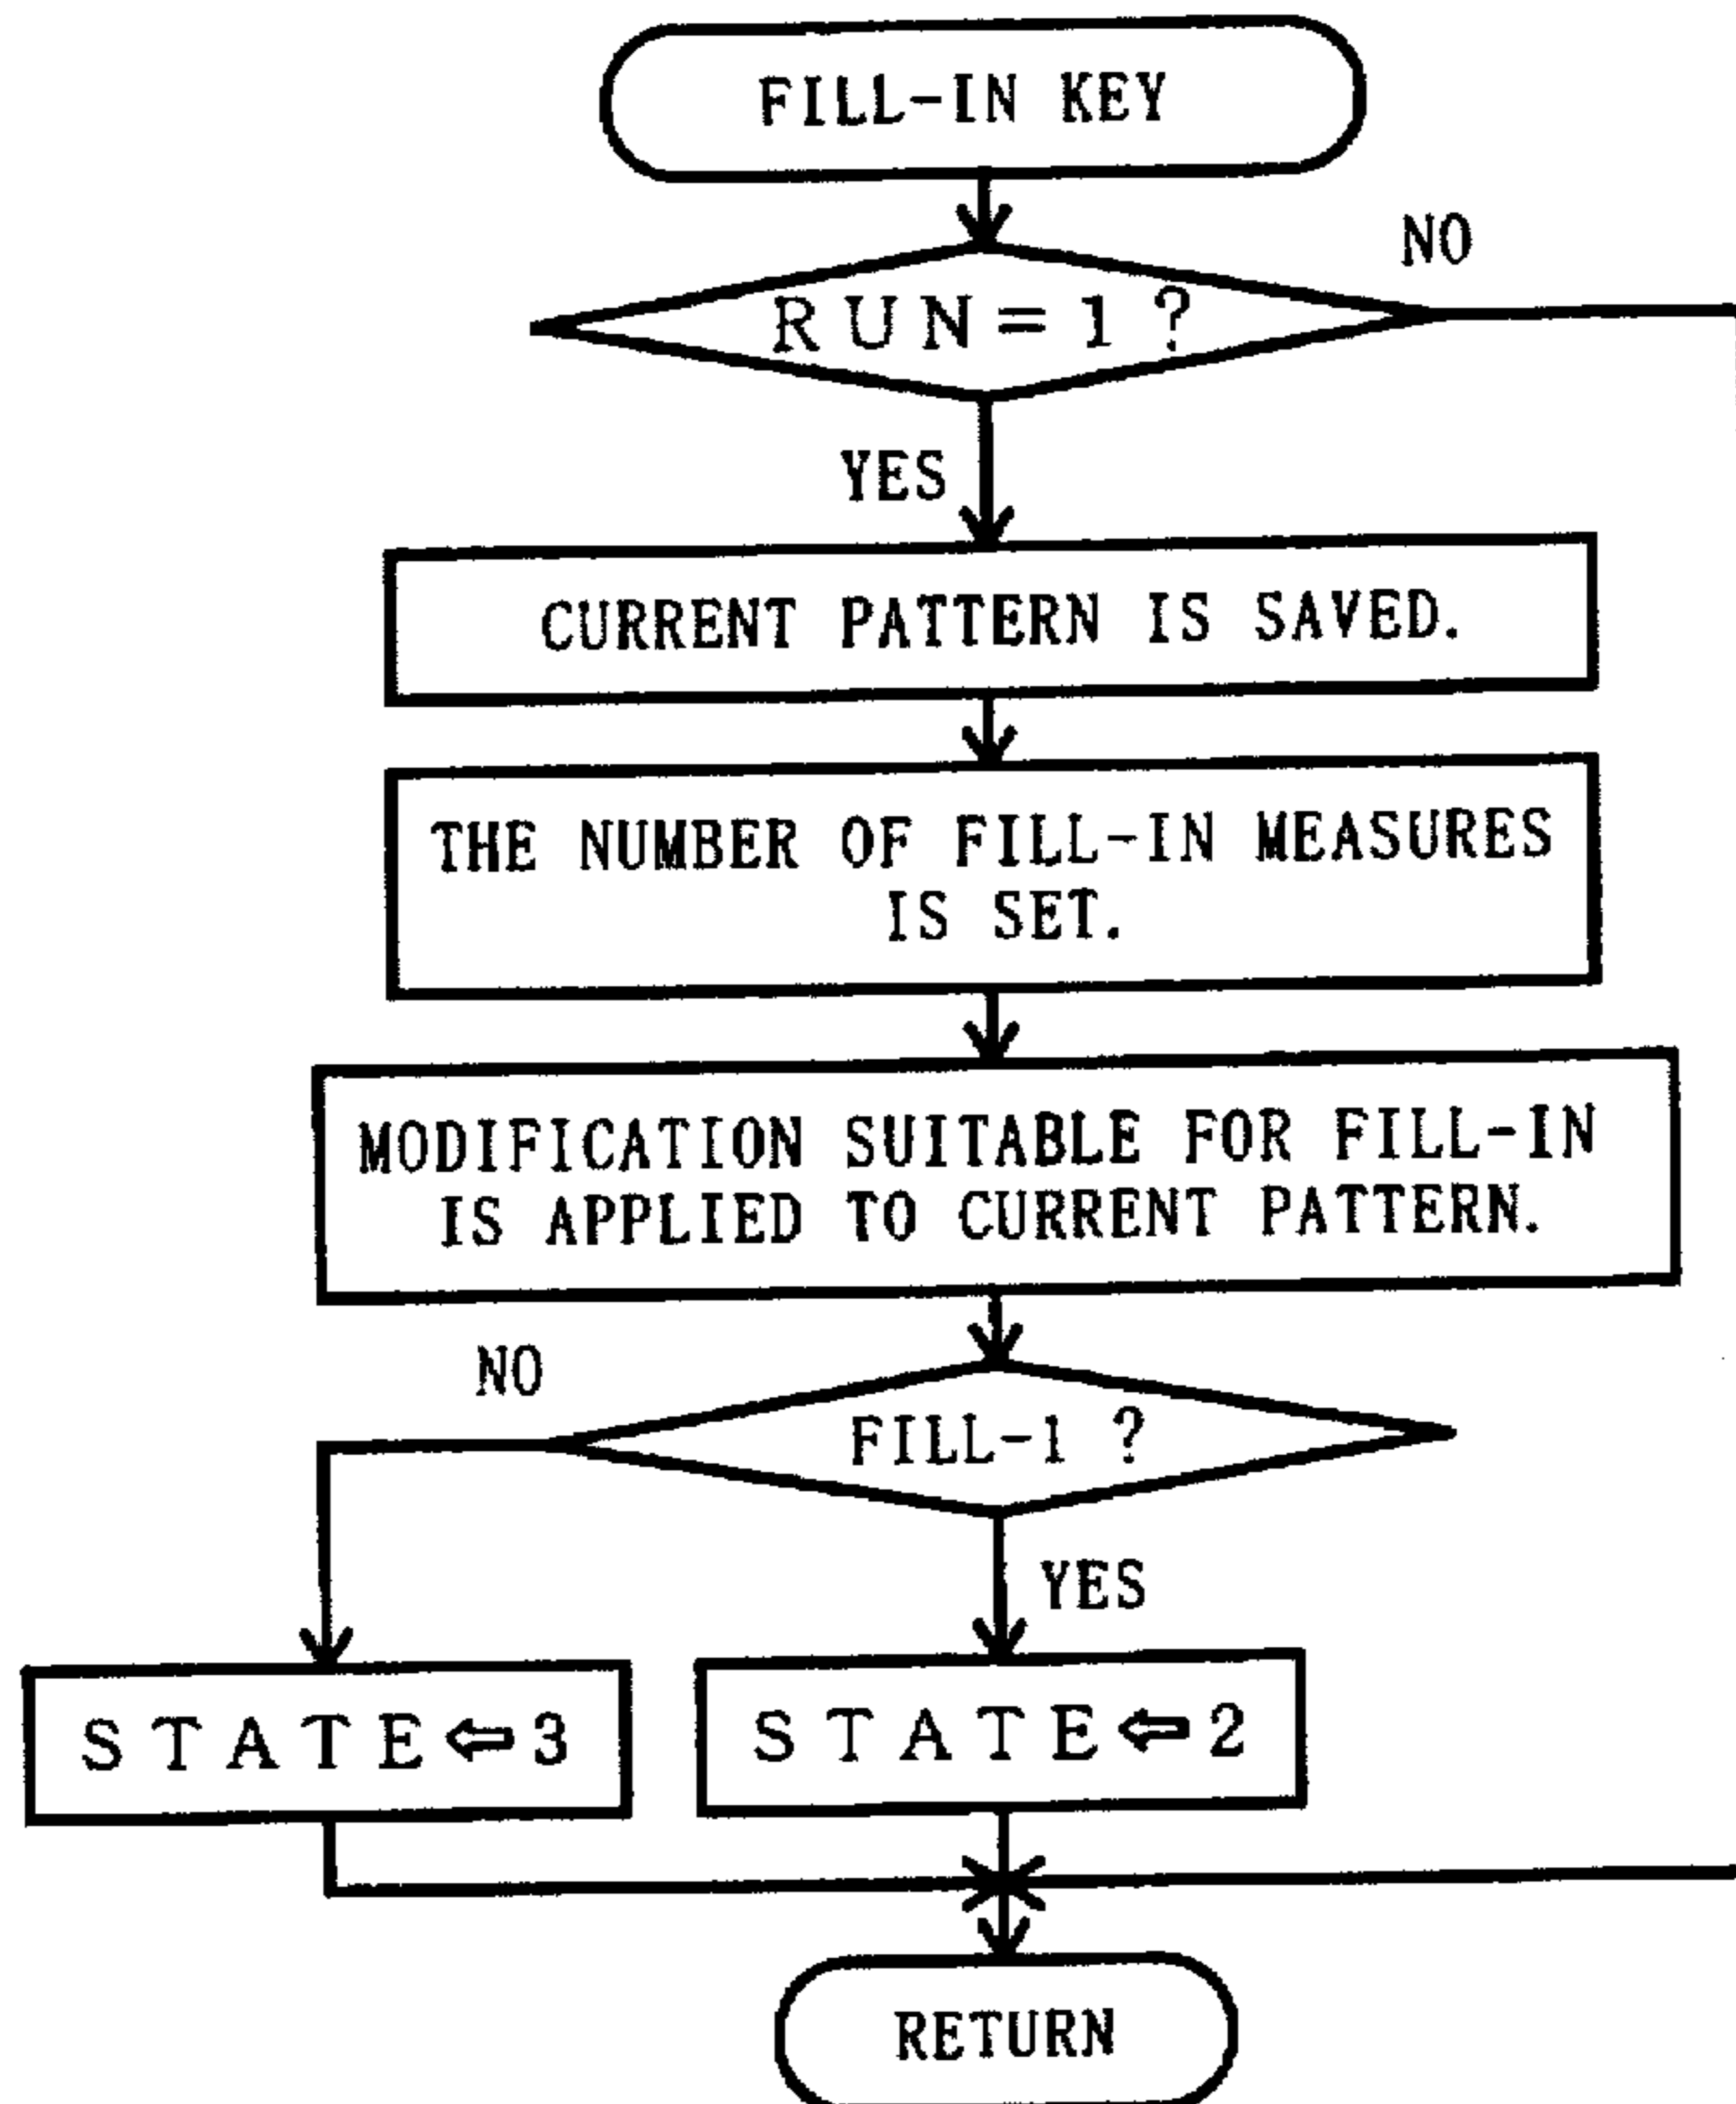 FILL-IN KEY
NO
RUN=1?
YES
CURRENT PATTERN IS SAVED.
THE NUMBER OF FILL-IN MEASURES
IS SET.
MODIFICATION SUITABLE FOR FILL-IN
IS APPLIED TO CURRENT PATTERN.
NO
FILL-1 ?
YES
STATE⇦3
STATE⇦2
RETURN